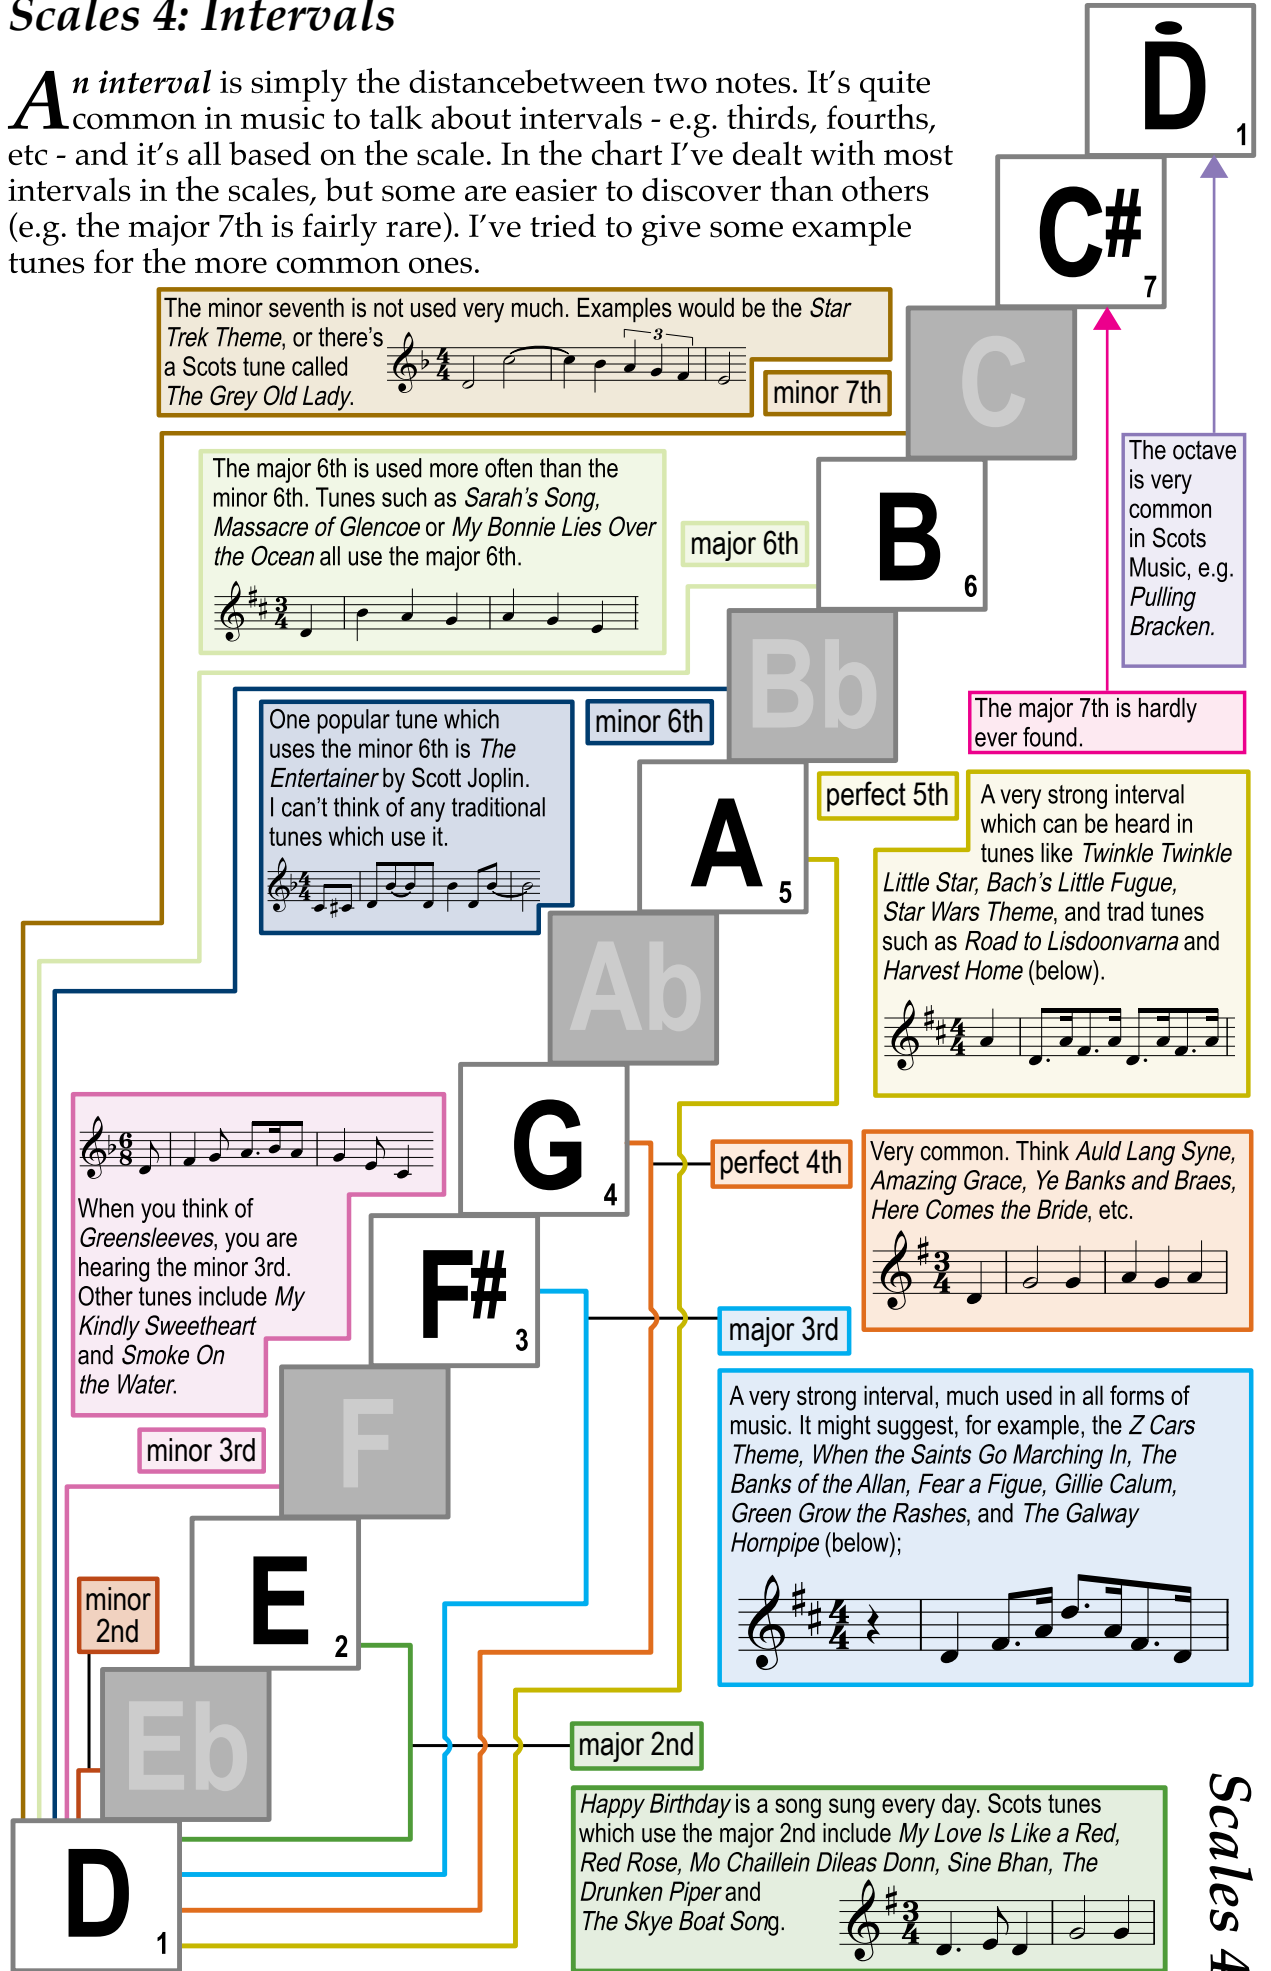 Scales 4: Intervals
An interval is simply the distancebetween two notes. It's quite
common in music to talk about intervals - e.g. thirds, fourths,
etc - and it's all based on the scale. In the chart I've dealt with most
intervals in the scales, but some are easier to discover than others
(e.g. the major 7th is fairly rare). I've tried to give some example
tunes for the more common ones.
Ḋ
1
C#
7
The minor seventh is not used very much. Examples would be the Star
Trek Theme, or there's
a Scots tune called
The Grey Old Lady.
4
4
3
minor 7th
C
The octave
is very
common
in Scots
Music, e.g.
Pulling
Bracken.
The major 6th is used more often than the
minor 6th. Tunes such as Sarah's Song,
Massacre of Glencoe or My Bonnie Lies Over
the Ocean all use the major 6th.
3
4
major 6th
B
6
Bb
The major 7th is hardly
ever found.
One popular tune which
uses the minor 6th is The
Entertainer by Scott Joplin.
I can't think of any traditional
tunes which use it.
4
4
minor 6th
A
5
perfect 5th
A very strong interval
which can be heard in
tunes like Twinkle Twinkle
Little Star, Bach's Little Fugue,
Star Wars Theme, and trad tunes
such as Road to Lisdoonvarna and
Harvest Home (below).
4
4
Ab
G
4
6
8
When you think of
Greensleeves, you are
hearing the minor 3rd.
Other tunes include My
Kindly Sweetheart
and Smoke On
the Water.
minor 3rd
perfect 4th
Very common. Think Auld Lang Syne,
Amazing Grace, Ye Banks and Braes,
Here Comes the Bride, etc.
3
4
F#
3
major 3rd
A very strong interval, much used in all forms of
music. It might suggest, for example, the Z Cars
Theme, When the Saints Go Marching In, The
Banks of the Allan, Fear a Figue, Gillie Calum,
Green Grow the Rashes, and The Galway
Hornpipe (below);
4
4
F
E
2
minor
2nd
Eb
major 2nd
Happy Birthday is a song sung every day. Scots tunes
which use the major 2nd include My Love Is Like a Red,
Red Rose, Mo Chaillein Dileas Donn, Sine Bhan, The
Drunken Piper and
The Skye Boat Song.
3
4
D
1
Scales 4